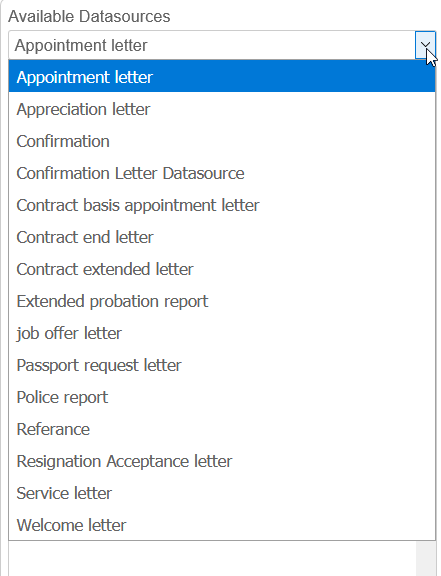 Available Datasources
Appointment letter
Appointment letter
Appreciation letter
Confirmation
Confirmation Letter Datasource
Contract basis appointment letter
Contract end letter
Contract extended letter
Extended probation report
job offer letter
Passport request letter
Police report
Referance
Resignation Acceptance letter
Service letter
Welcome letter